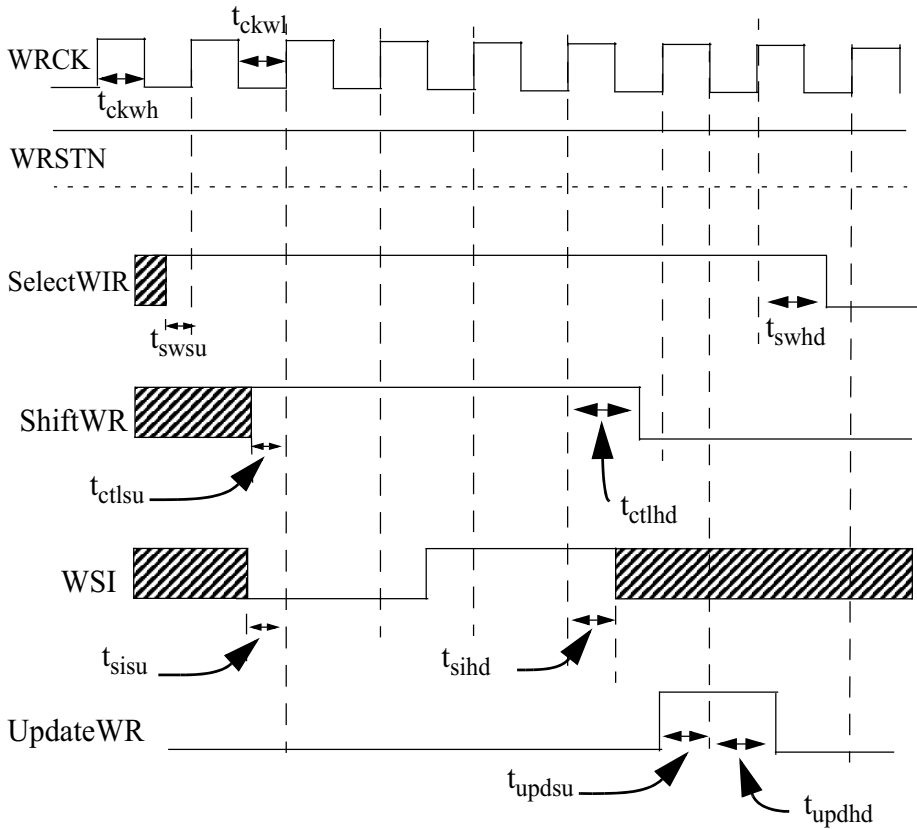 t_ckwl
WRCK
t_ckwh
WRSTN
SelectWIR
t_swsu
t_swhd
ShiftWR
t_ctlsu
t_ctlhd
WSI
t_sisu
t_sihd
UpdateWR
t_updsu
t_updhd